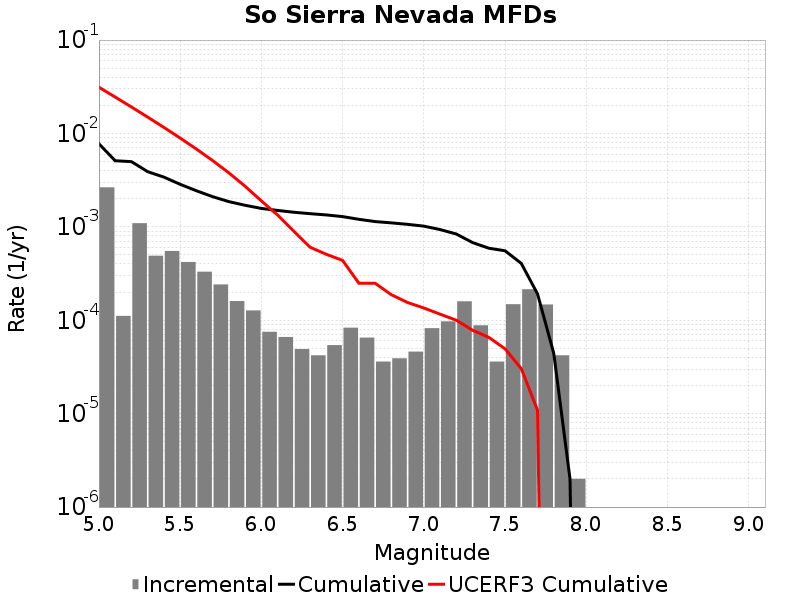 So Sierra Nevada MFDs
10^-1
10^-2
10^-3
10^-4
10^-5
10^-6
Rate (1/yr)
5.0 5.5 6.0 6.5 7.0 7.5 8.0 8.5 9.0
Magnitude
Incremental Cumulative UCERF3 Cumulative